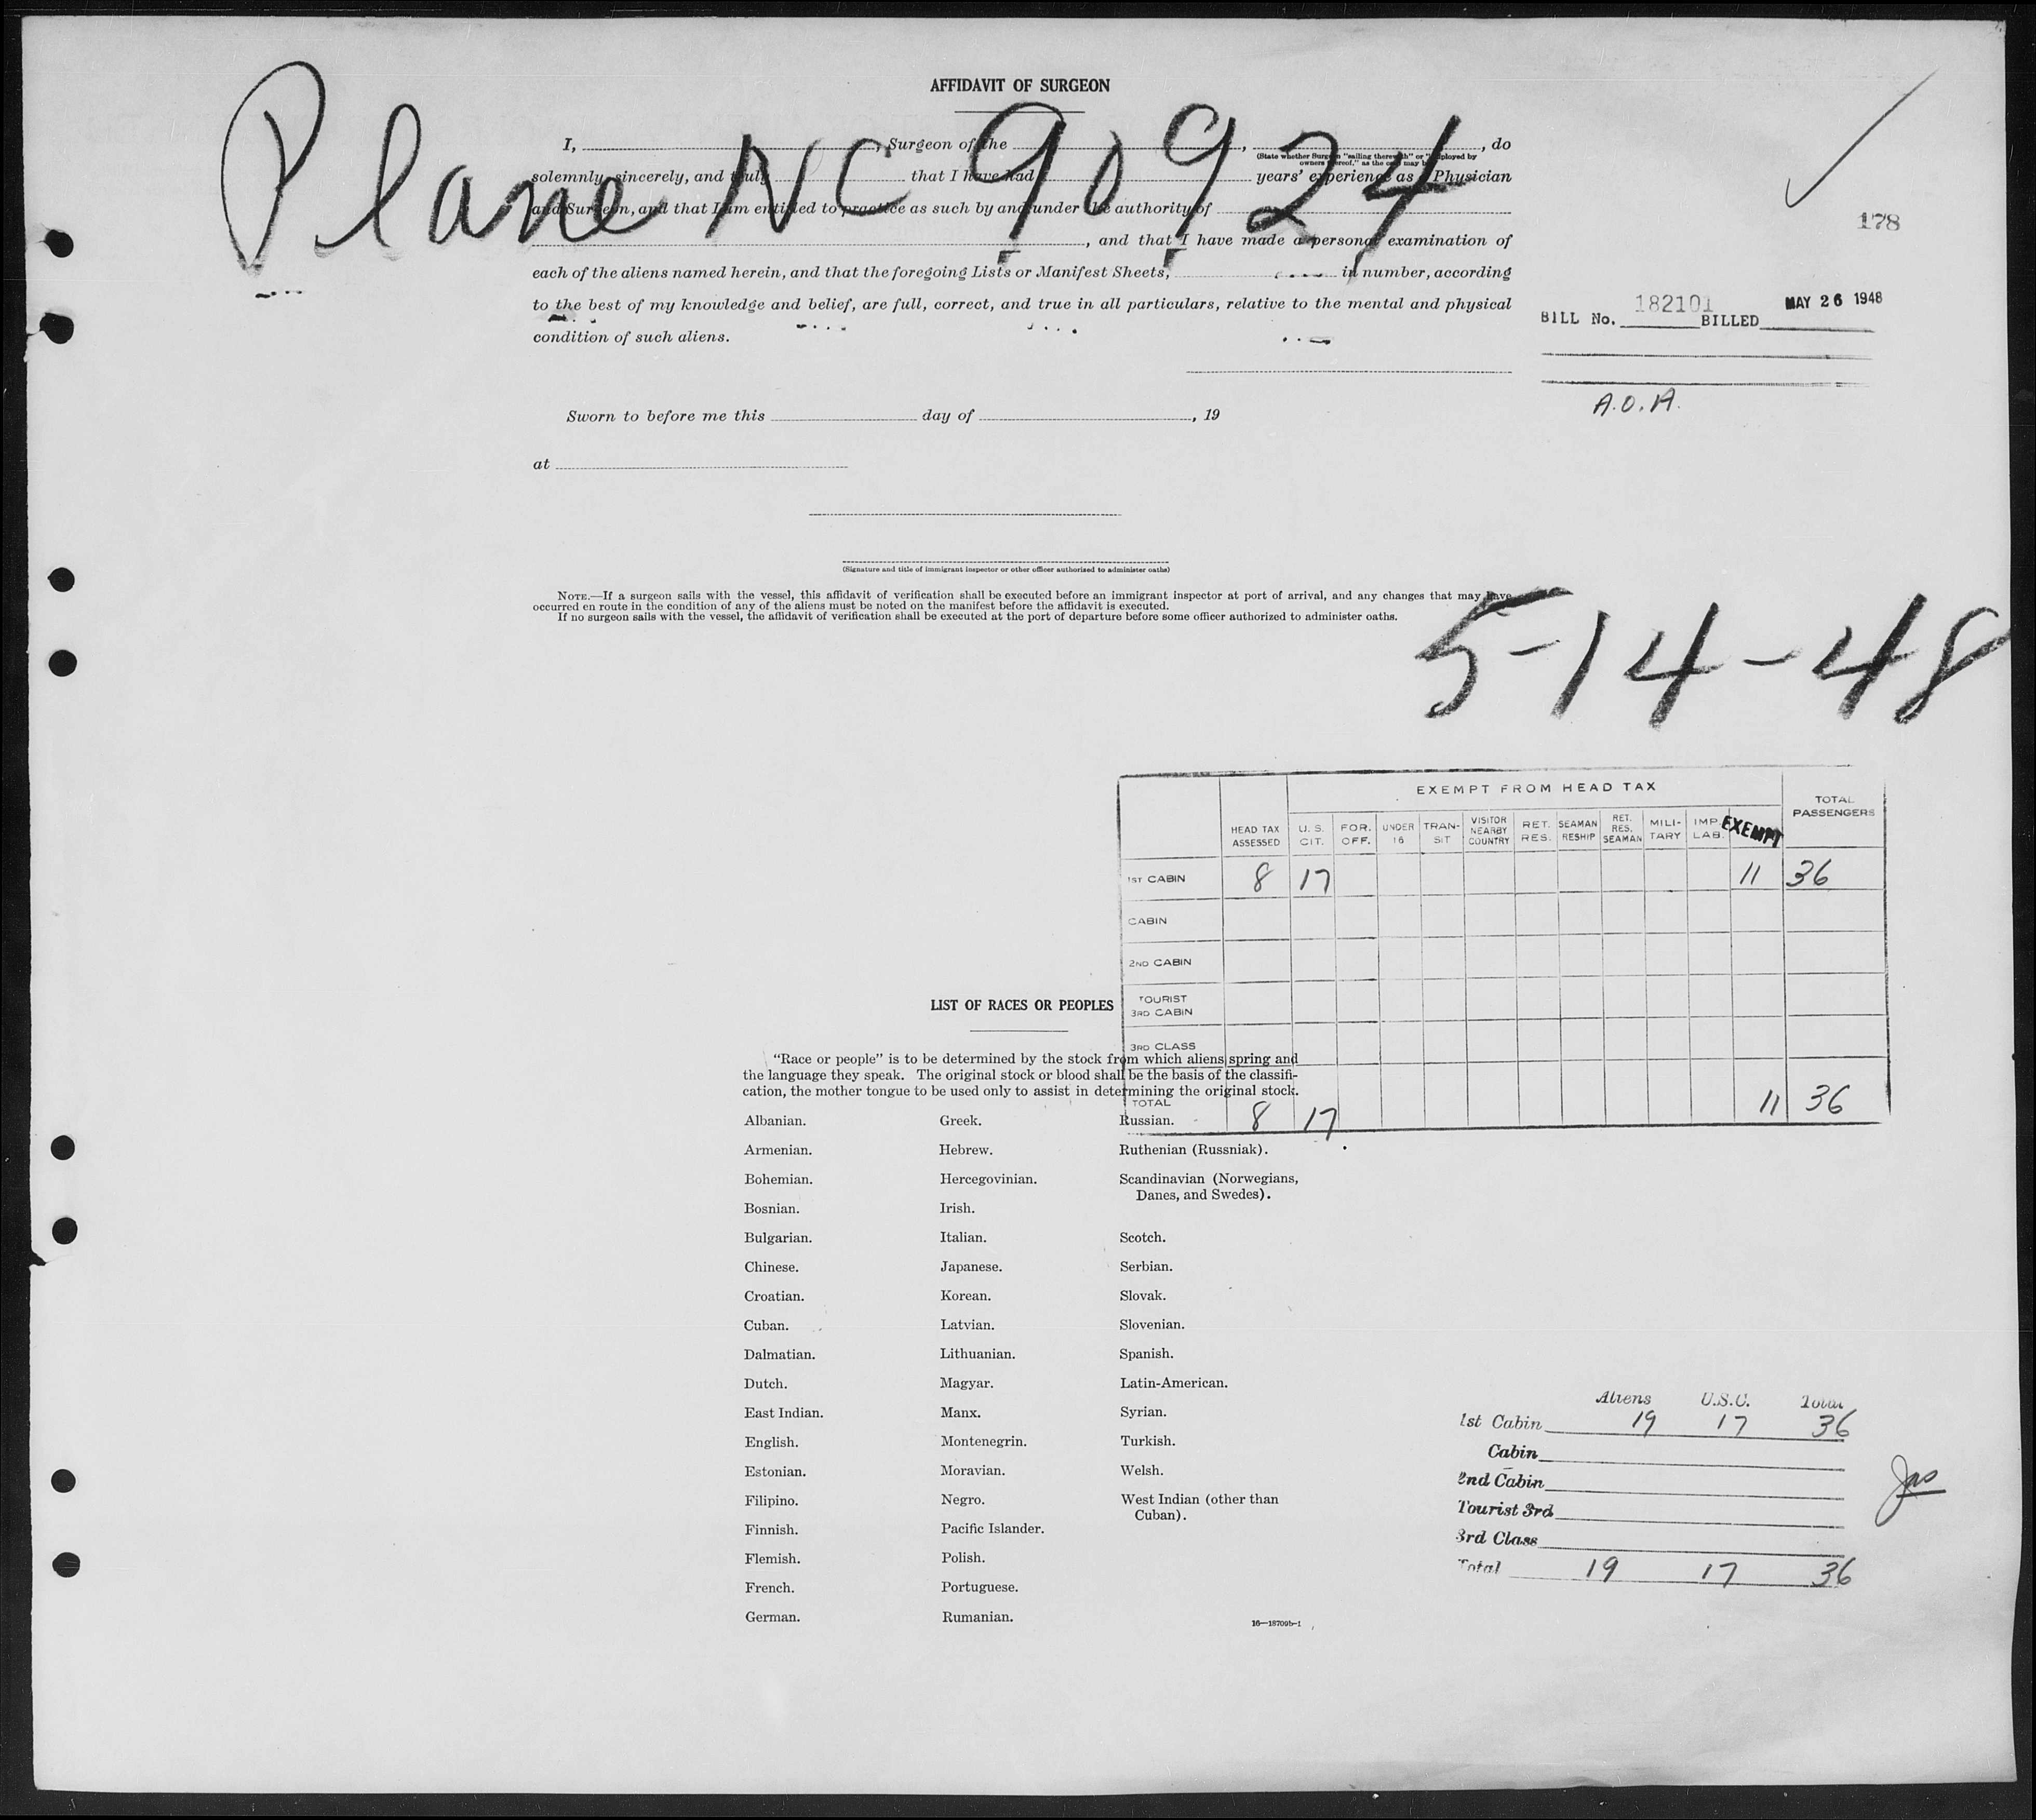 AFFIDAVIT OF SURGEON
Plane NC 90924
I, , Surgeon of the , , do
(State whether Surgeon "sailing therewith" or "employed by
owners thereof," as the case may be)
solemnly, sincerely, and truly that I have had years' experience as a Physician
and Surgeon, and that I am entitled to practice as such by and under the authority of
, and that I have made a personal examination of
each of the aliens named herein, and that the foregoing Lists or Manifest Sheets, in number, according
to the best of my knowledge and belief, are full, correct, and true in all particulars, relative to the mental and physical
condition of such aliens.
178
BILL No. 182101 BILLED MAY 26 1948
A.O.A.
Sworn to before me this day of , 19
at
(Signature and title of immigrant inspector or other officer authorized to administer oaths)
NOTE.—If a surgeon sails with the vessel, this affidavit of verification shall be executed before an immigrant inspector at port of arrival, and any changes that may have
occurred en route in the condition of any of the aliens must be noted on the manifest before the affidavit is executed.
If no surgeon sails with the vessel, the affidavit of verification shall be executed at the port of departure before some officer authorized to administer oaths.
5-14-48
EXEMPT FROM HEAD TAX
HEAD TAX ASSESSED U. S. CIT. FOR. OFF. UNDER 16 TRAN-SIT VISITOR NEARBY COUNTRY RET. RES. SEAMAN RESHIP RET. RES. SEAMAN MILI-TARY IMP. LAB. EXEMPT TOTAL PASSENGERS
1ST CABIN 8 17 11 36
CABIN
2ND CABIN
TOURIST
3RD CABIN
3RD CLASS
TOTAL 8 17 11 36
LIST OF RACES OR PEOPLES
"Race or people" is to be determined by the stock from which aliens spring and
the language they speak. The original stock or blood shall be the basis of the classifi-
cation, the mother tongue to be used only to assist in determining the original stock.
Albanian. Greek. Russian.
Armenian. Hebrew. Ruthenian (Russniak).
Bohemian. Hercegovinian. Scandinavian (Norwegians,
Danes, and Swedes).
Bosnian. Irish.
Bulgarian. Italian. Scotch.
Chinese. Japanese. Serbian.
Croatian. Korean. Slovak.
Cuban. Latvian. Slovenian.
Dalmatian. Lithuanian. Spanish.
Dutch. Magyar. Latin-American.
East Indian. Manx. Syrian.
English. Montenegrin. Turkish.
Estonian. Moravian. Welsh.
Filipino. Negro. West Indian (other than
Cuban).
Finnish. Pacific Islander.
Flemish. Polish.
French. Portuguese.
German. Rumanian.
16—18709b-1
Aliens U.S.C. Total
1st Cabin 19 17 36
Cabin
2nd Cabin
Tourist 3rd
3rd Class
Total 19 17 36